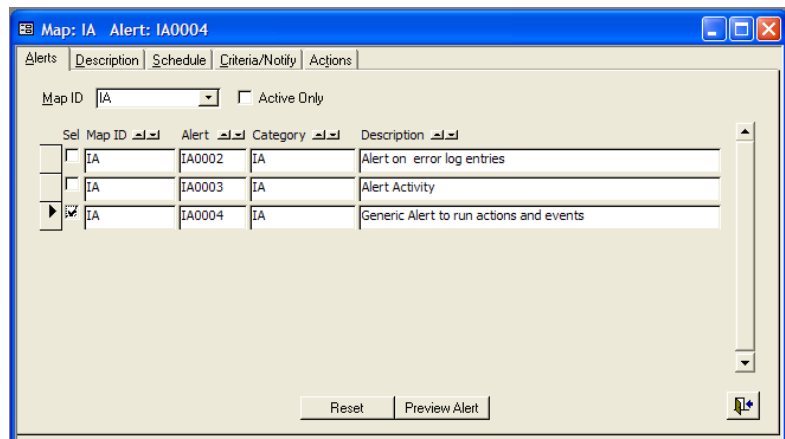 Map: IA Alert: IA0004
Alerts Description Schedule Criteria/Notify Actions
Map ID IA Active Only
Sel Map ID Alert Category Description
IA IA0002 IA Alert on error log entries
IA IA0003 IA Alert Activity
IA IA0004 IA Generic Alert to run actions and events
Reset Preview Alert